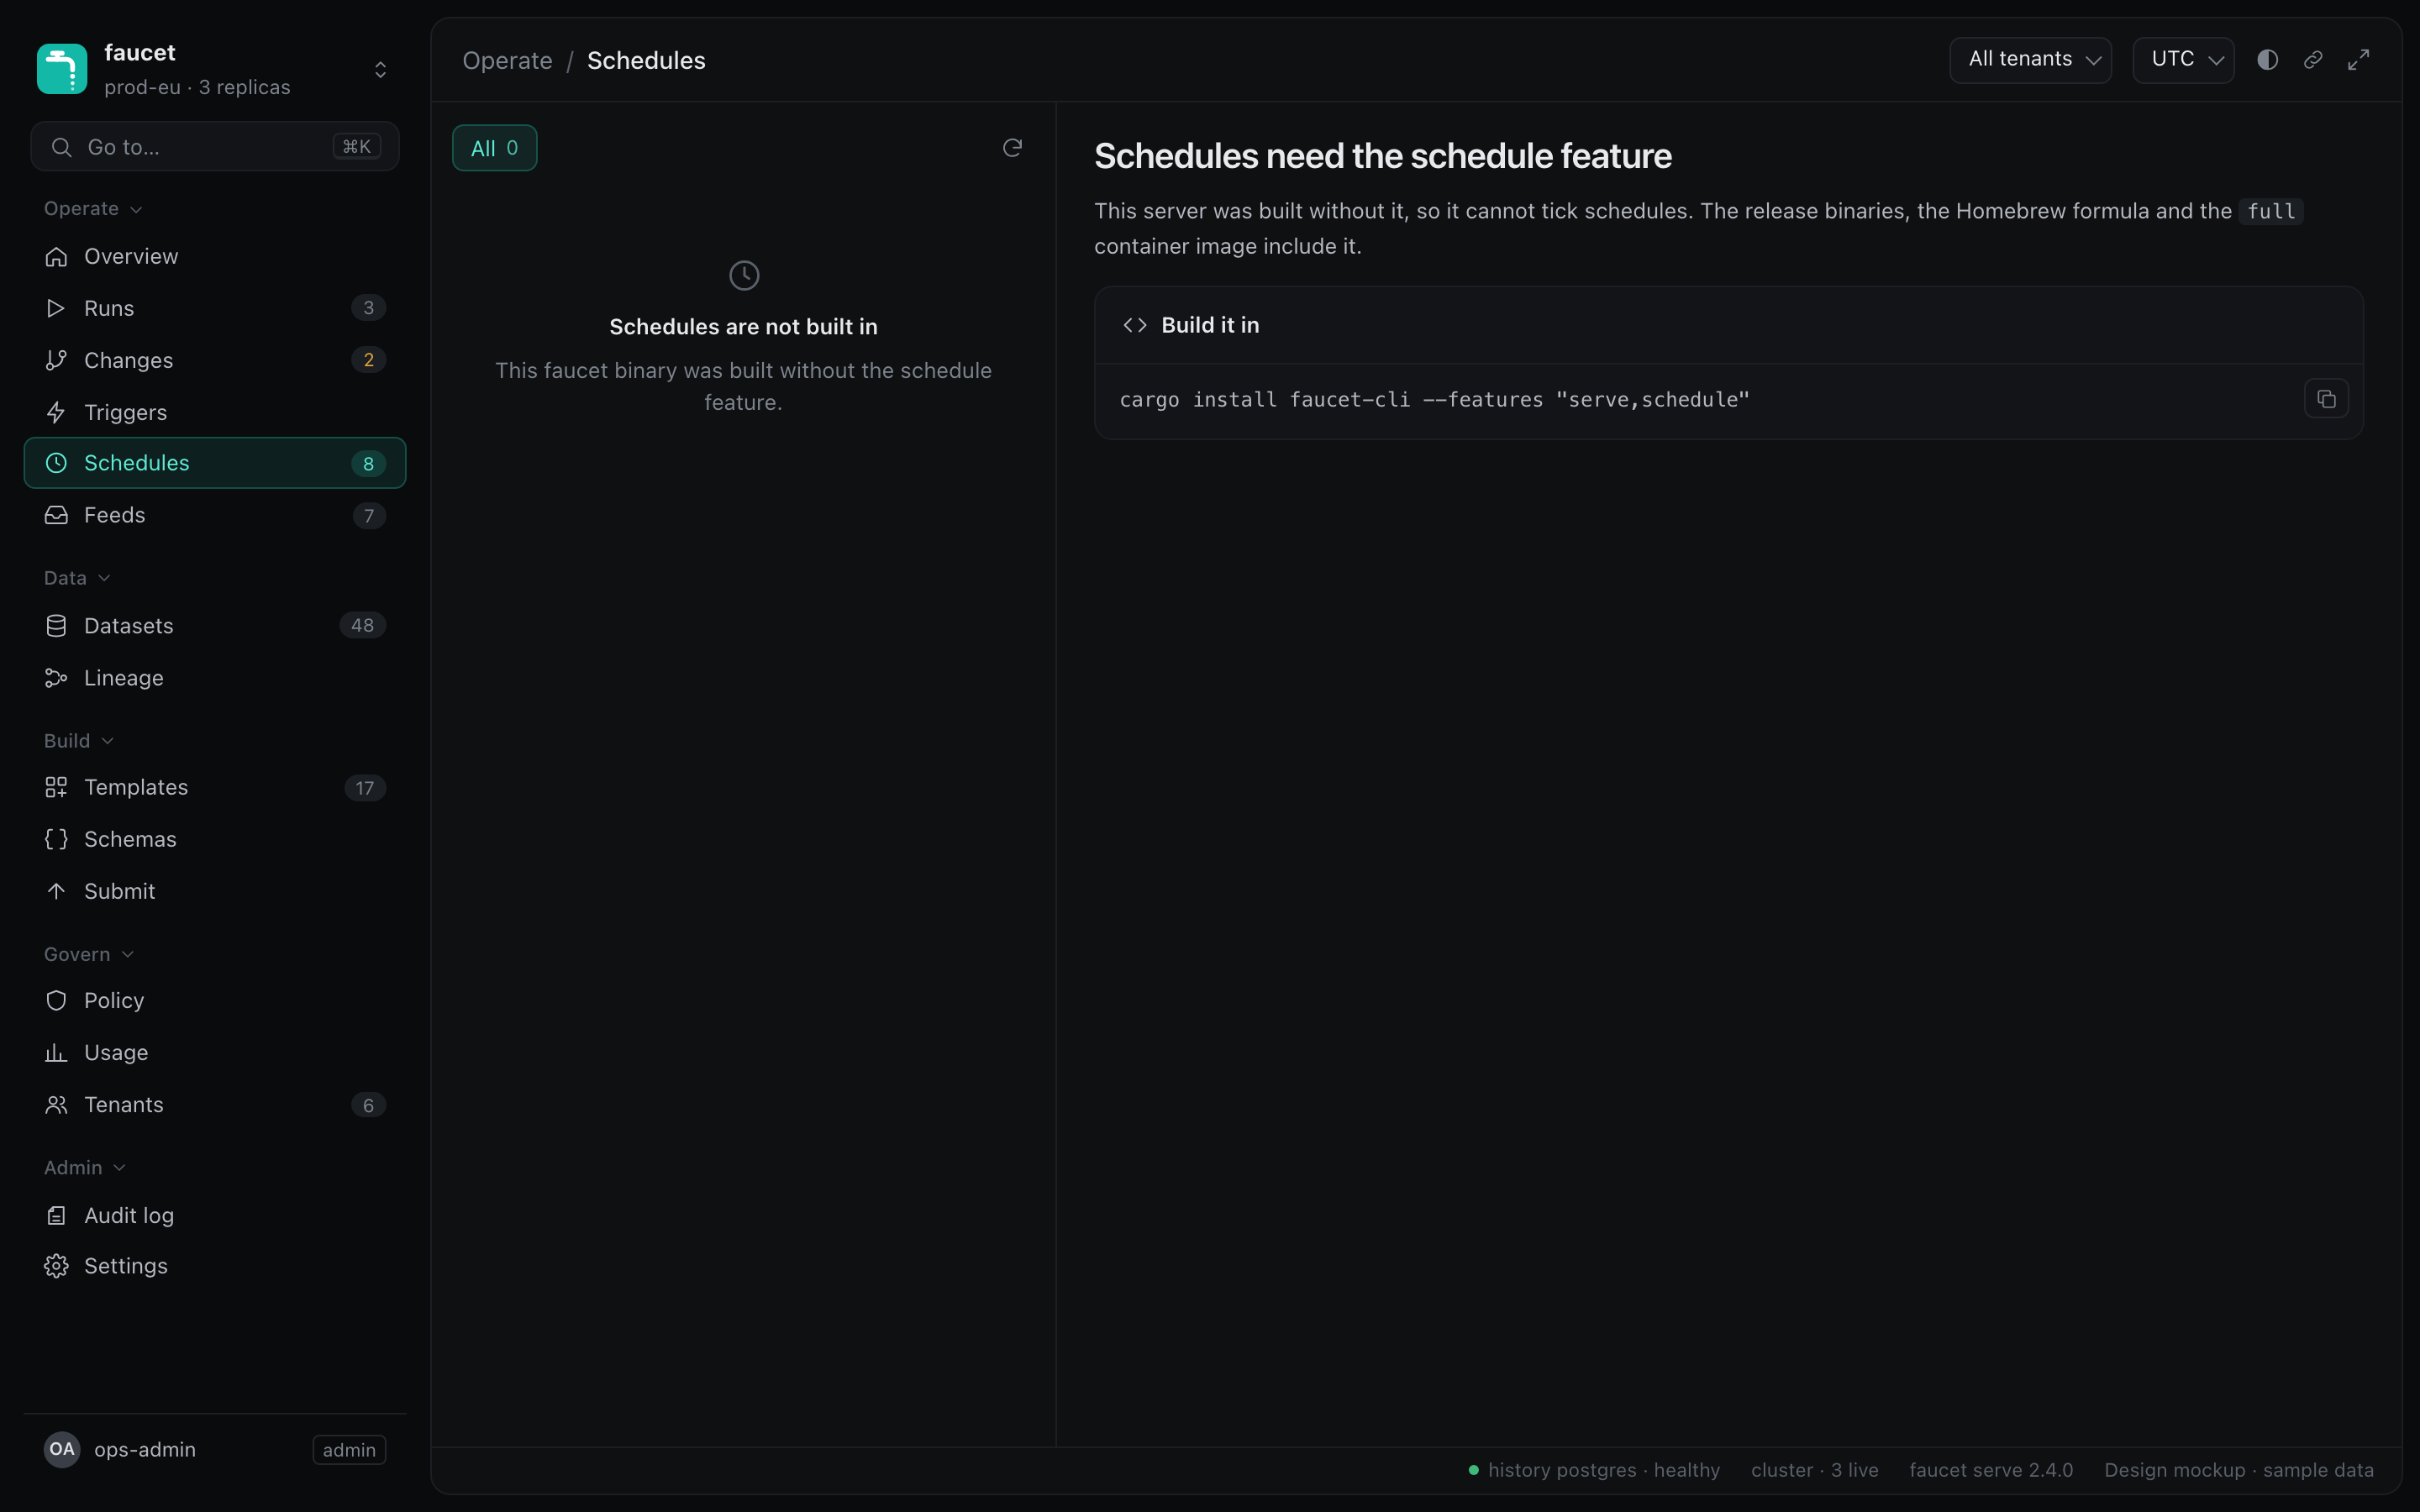 faucet
prod-eu · 3 replicas
Go to...
⌘K
Operate
Overview
Runs 3
Changes 2
Triggers
Schedules 8
Feeds 7
Data
Datasets 48
Lineage
Build
Templates 17
Schemas
Submit
Govern
Policy
Usage
Tenants 6
Admin
Audit log
Settings
OA ops-admin admin
Operate / Schedules
All tenants
UTC
All 0
Schedules are not built in
This faucet binary was built without the schedule
feature.
Schedules need the schedule feature
This server was built without it, so it cannot tick schedules. The release binaries, the Homebrew formula and the full
container image include it.
Build it in
cargo install faucet-cli --features "serve,schedule"
history postgres · healthy
cluster · 3 live
faucet serve 2.4.0
Design mockup · sample data